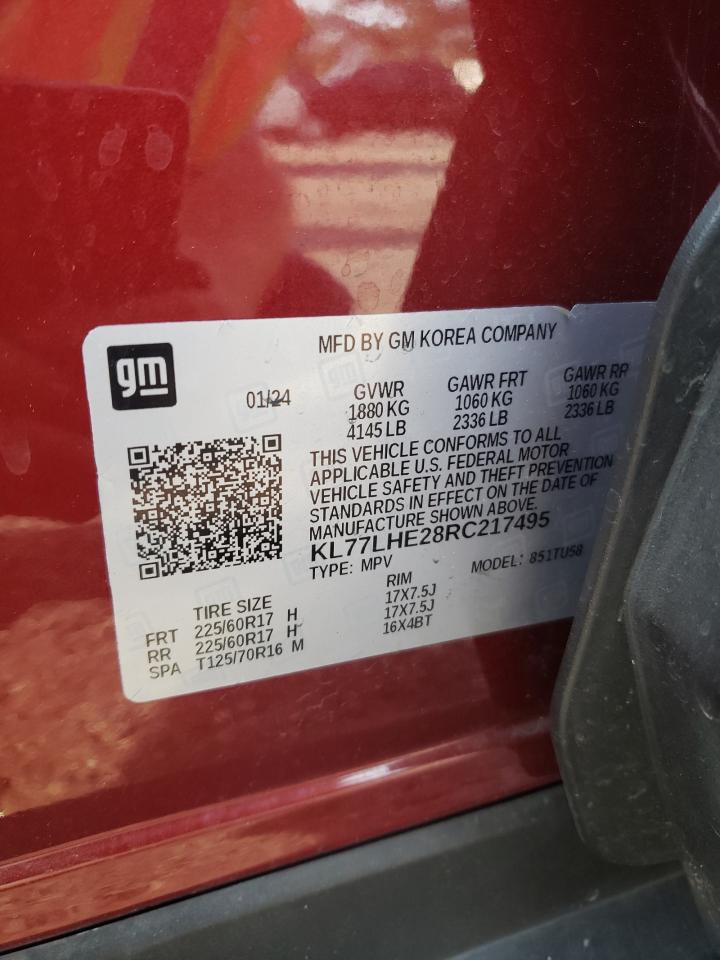 gm
MFD BY GM KOREA COMPANY
01/24
GVWR GAWR FRT GAWR RR
1880 KG 1060 KG 1060 KG
4145 LB 2336 LB 2336 LB
THIS VEHICLE CONFORMS TO ALL
APPLICABLE U.S. FEDERAL MOTOR
VEHICLE SAFETY AND THEFT PREVENTION
STANDARDS IN EFFECT ON THE DATE OF
MANUFACTURE SHOWN ABOVE.
KL77LHE28RC217495
TYPE: MPV MODEL: 851TU58
TIRE SIZE RIM
FRT 225/60R17 H 17X7.5J
RR 225/60R17 H 17X7.5J
SPA T125/70R16 M 16X4BT